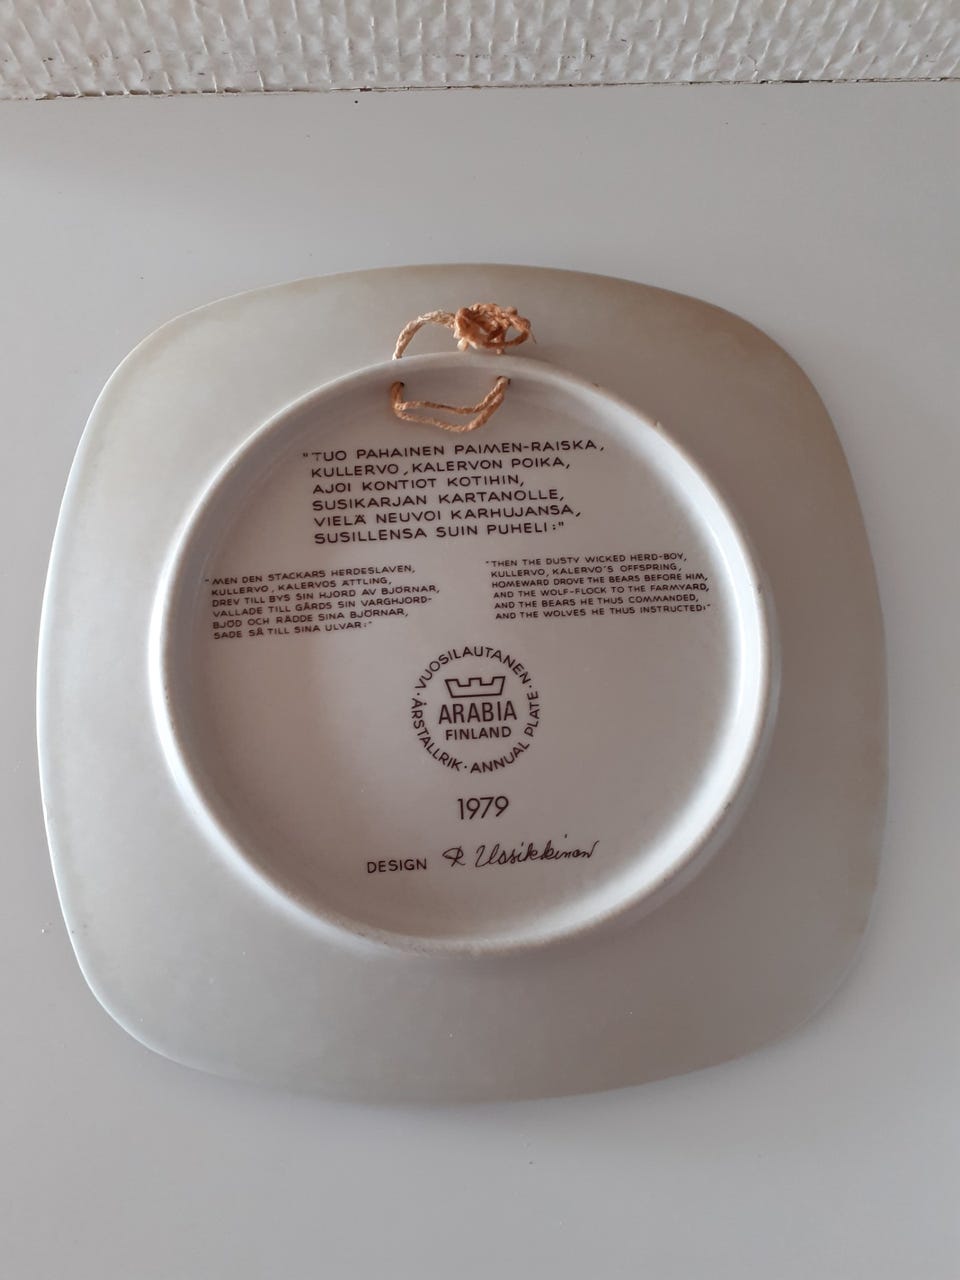 "TUO PAHAINEN PAIMEN-RAISKA,
KULLERVO, KALERVON POIKA,
AJOI KONTIOT KOTIHIN,
SUSIKARJAN KARTANOLLE,
VIELÄ NEUVOI KARHUJANSA,
SUSILLENSA SUIN PUHELI:"
"MEN DEN STACKARS HERDESLAVEN,
KULLERVO, KALERVOS ÄTTLING,
DREV TILL BYS SIN HJORD AV BJÖRNAR,
VALLADE TILL GÅRDS SIN VARGHJORD-
BJÖD OCH RÅDDE SINA BJÖRNAR,
SADE SÅ TILL SINA ULVAR:"
"THEN THE DUSTY WICKED HERD-BOY,
KULLERVO, KALERVO'S OFFSPRING,
HOMEWARD DROVE THE BEARS BEFORE HIM,
AND THE WOLF-FLOCK TO THE FARMYARD,
AND THE BEARS HE THUS COMMANDED,
AND THE WOLVES HE THUS INSTRUCTED:"
· VUOSILAUTANEN ·
ARABIA
FINLAND
ÅRSTALLRIK · ANNUAL PLATE
1979
DESIGN R Uosikkinen